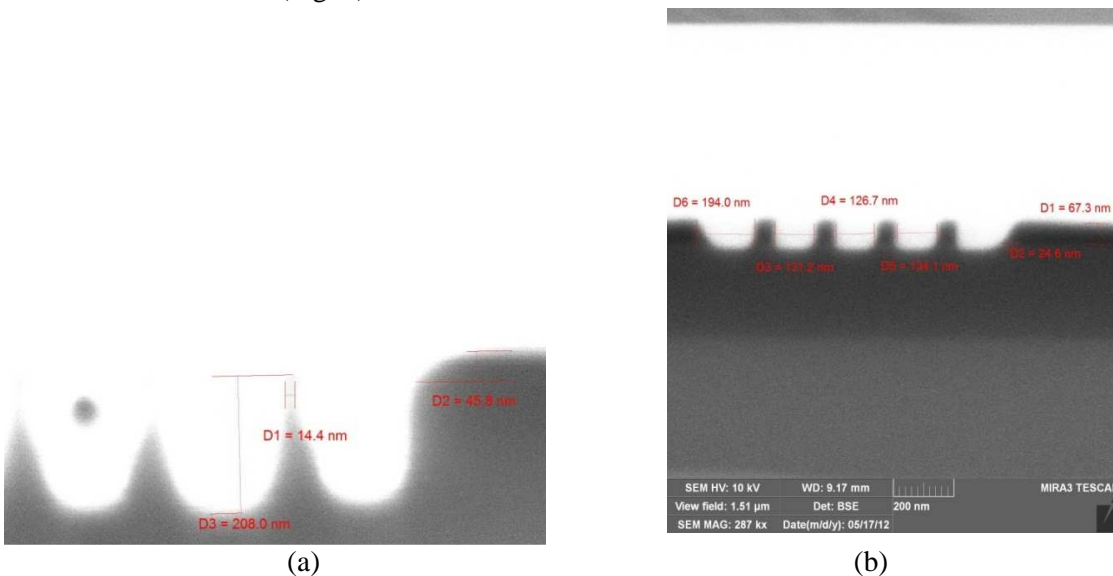 D2 = 45.8 nm
D1 = 14.4 nm
D3 = 208.0 nm
(a)
D6 = 194.0 nm
D4 = 126.7 nm
D1 = 67.3 nm
D2 = 24.6 nm
SEM HV: 10 kV
WD: 9.17 mm
MIRA3 TESCAN
View field: 1.51 µm
Det: BSE
200 nm
SEM MAG: 287 kx
Date(m/d/y): 05/17/12
(b)